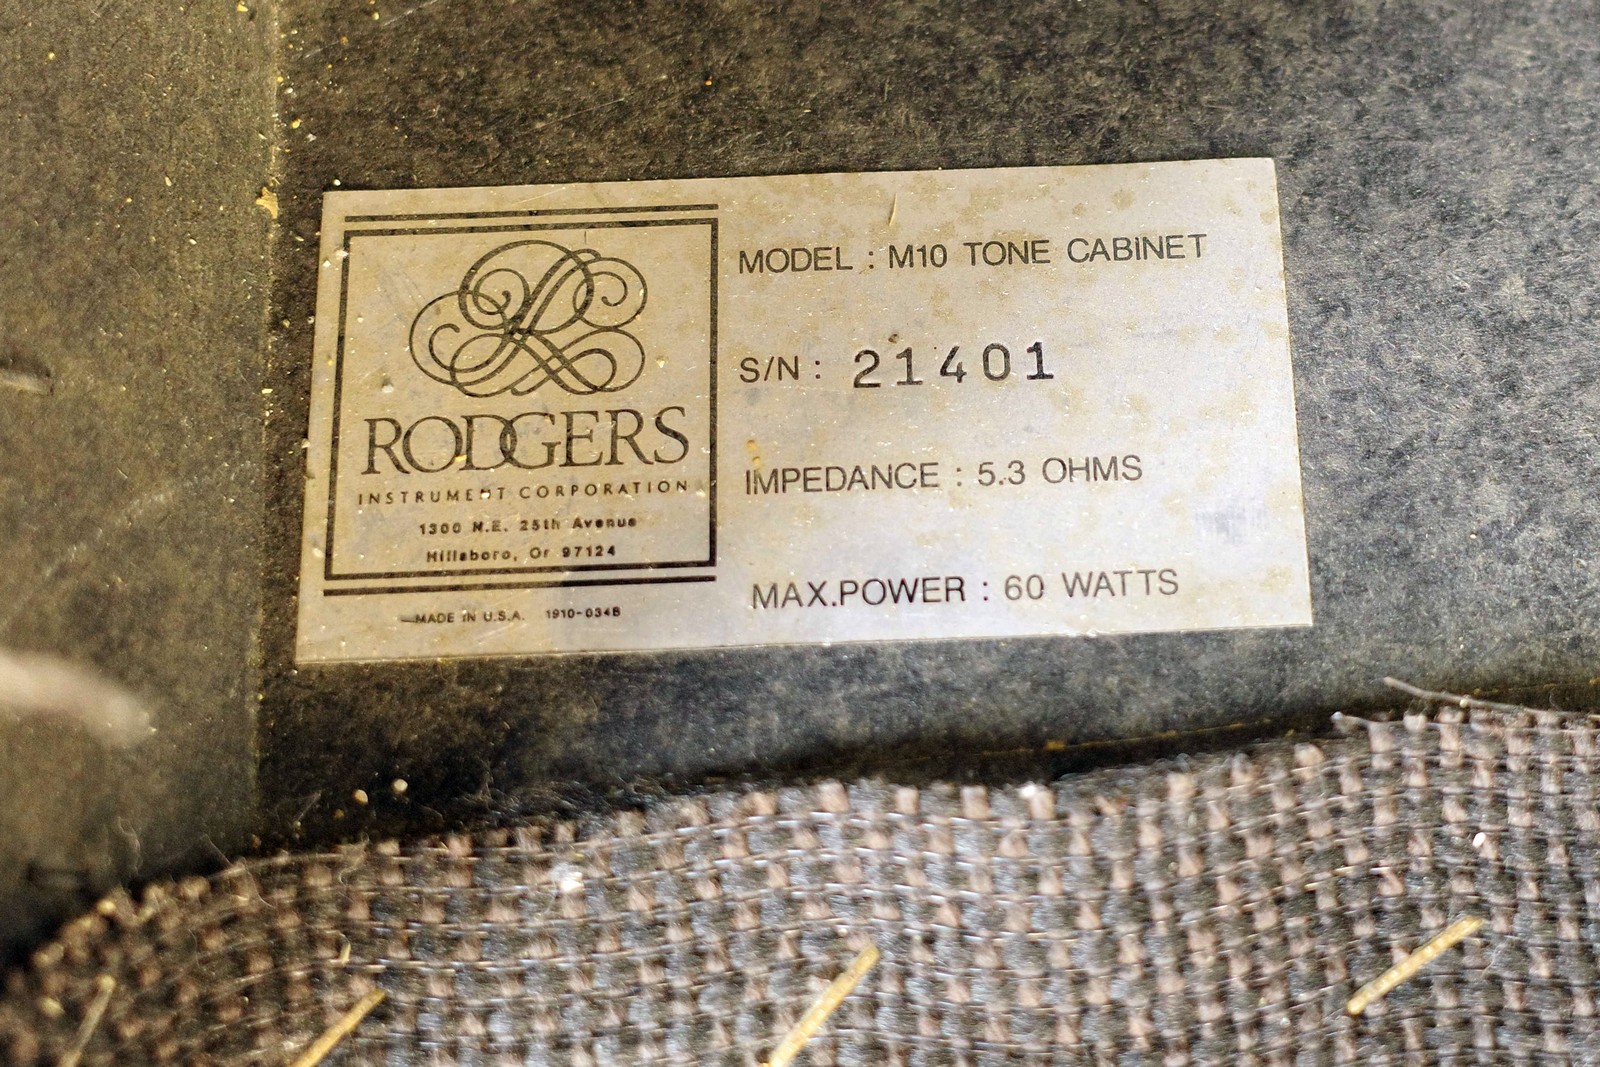 RODGERS
INSTRUMENT CORPORATION
1300 N.E. 25th Avenue
Hillsboro, Or 97124
MADE IN U.S.A. 1910-034B
MODEL : M10 TONE CABINET
S/N : 21401
IMPEDANCE : 5.3 OHMS
MAX.POWER : 60 WATTS